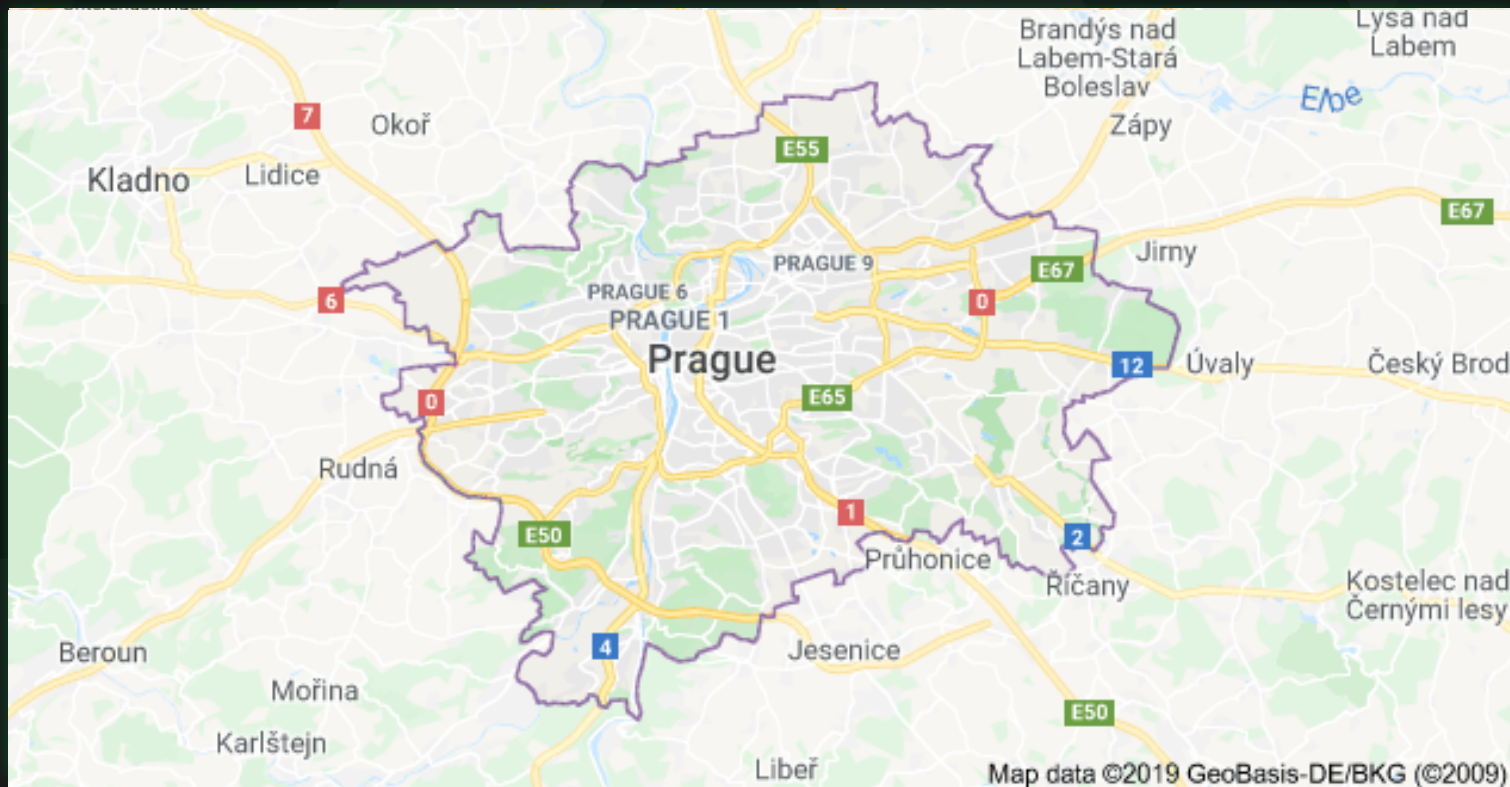 Brandýs nad
Labem-Stará
Boleslav
Lysá nad
Labem
Elbe
7
Okoř
Zápy
E55
Kladno
Lidice
E67
Jirny
PRAGUE 9
E67
6
PRAGUE 6
0
PRAGUE 1
Prague
12
Úvaly
Český Brod
0
E65
Rudná
1
E50
2
Průhonice
Říčany
Kostelec nad
Černými lesy
4
Beroun
Jesenice
Mořina
E50
Karlštejn
Libeř
Map data ©2019 GeoBasis-DE/BKG (©2009)